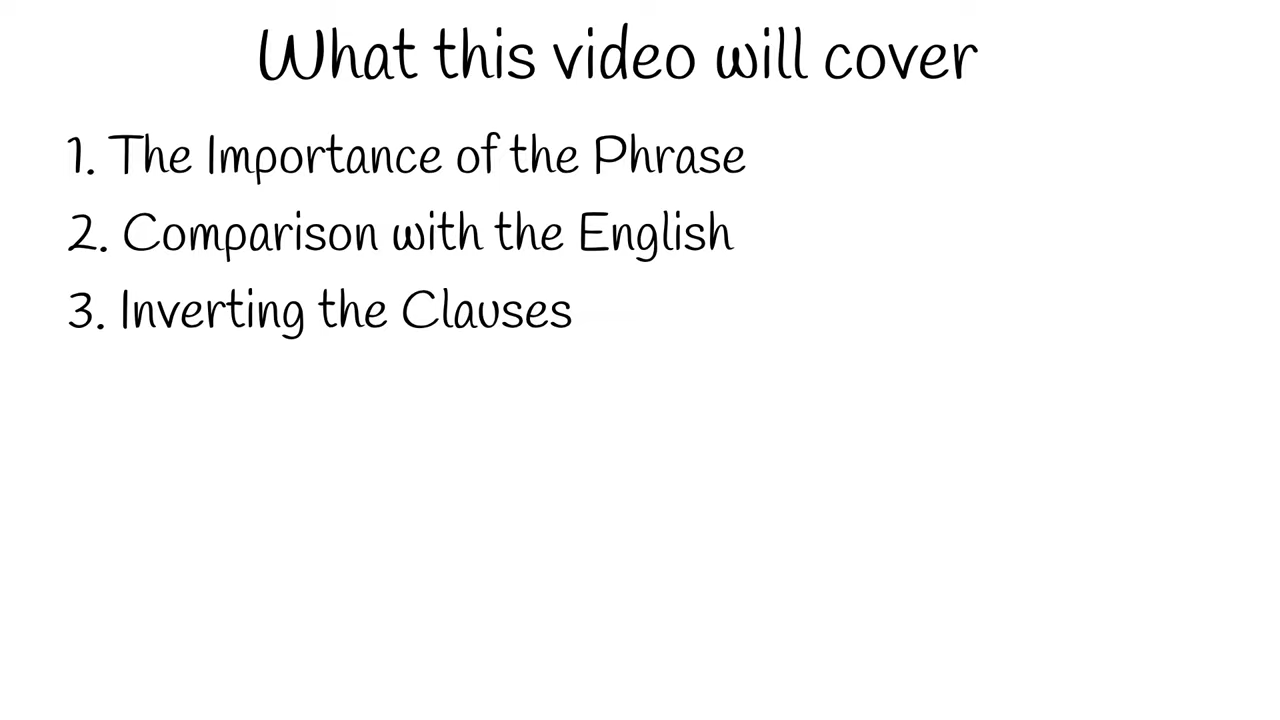 What this video will cover
1. The Importance of the Phrase
2. Comparison with the English
3. Inverting the Clauses